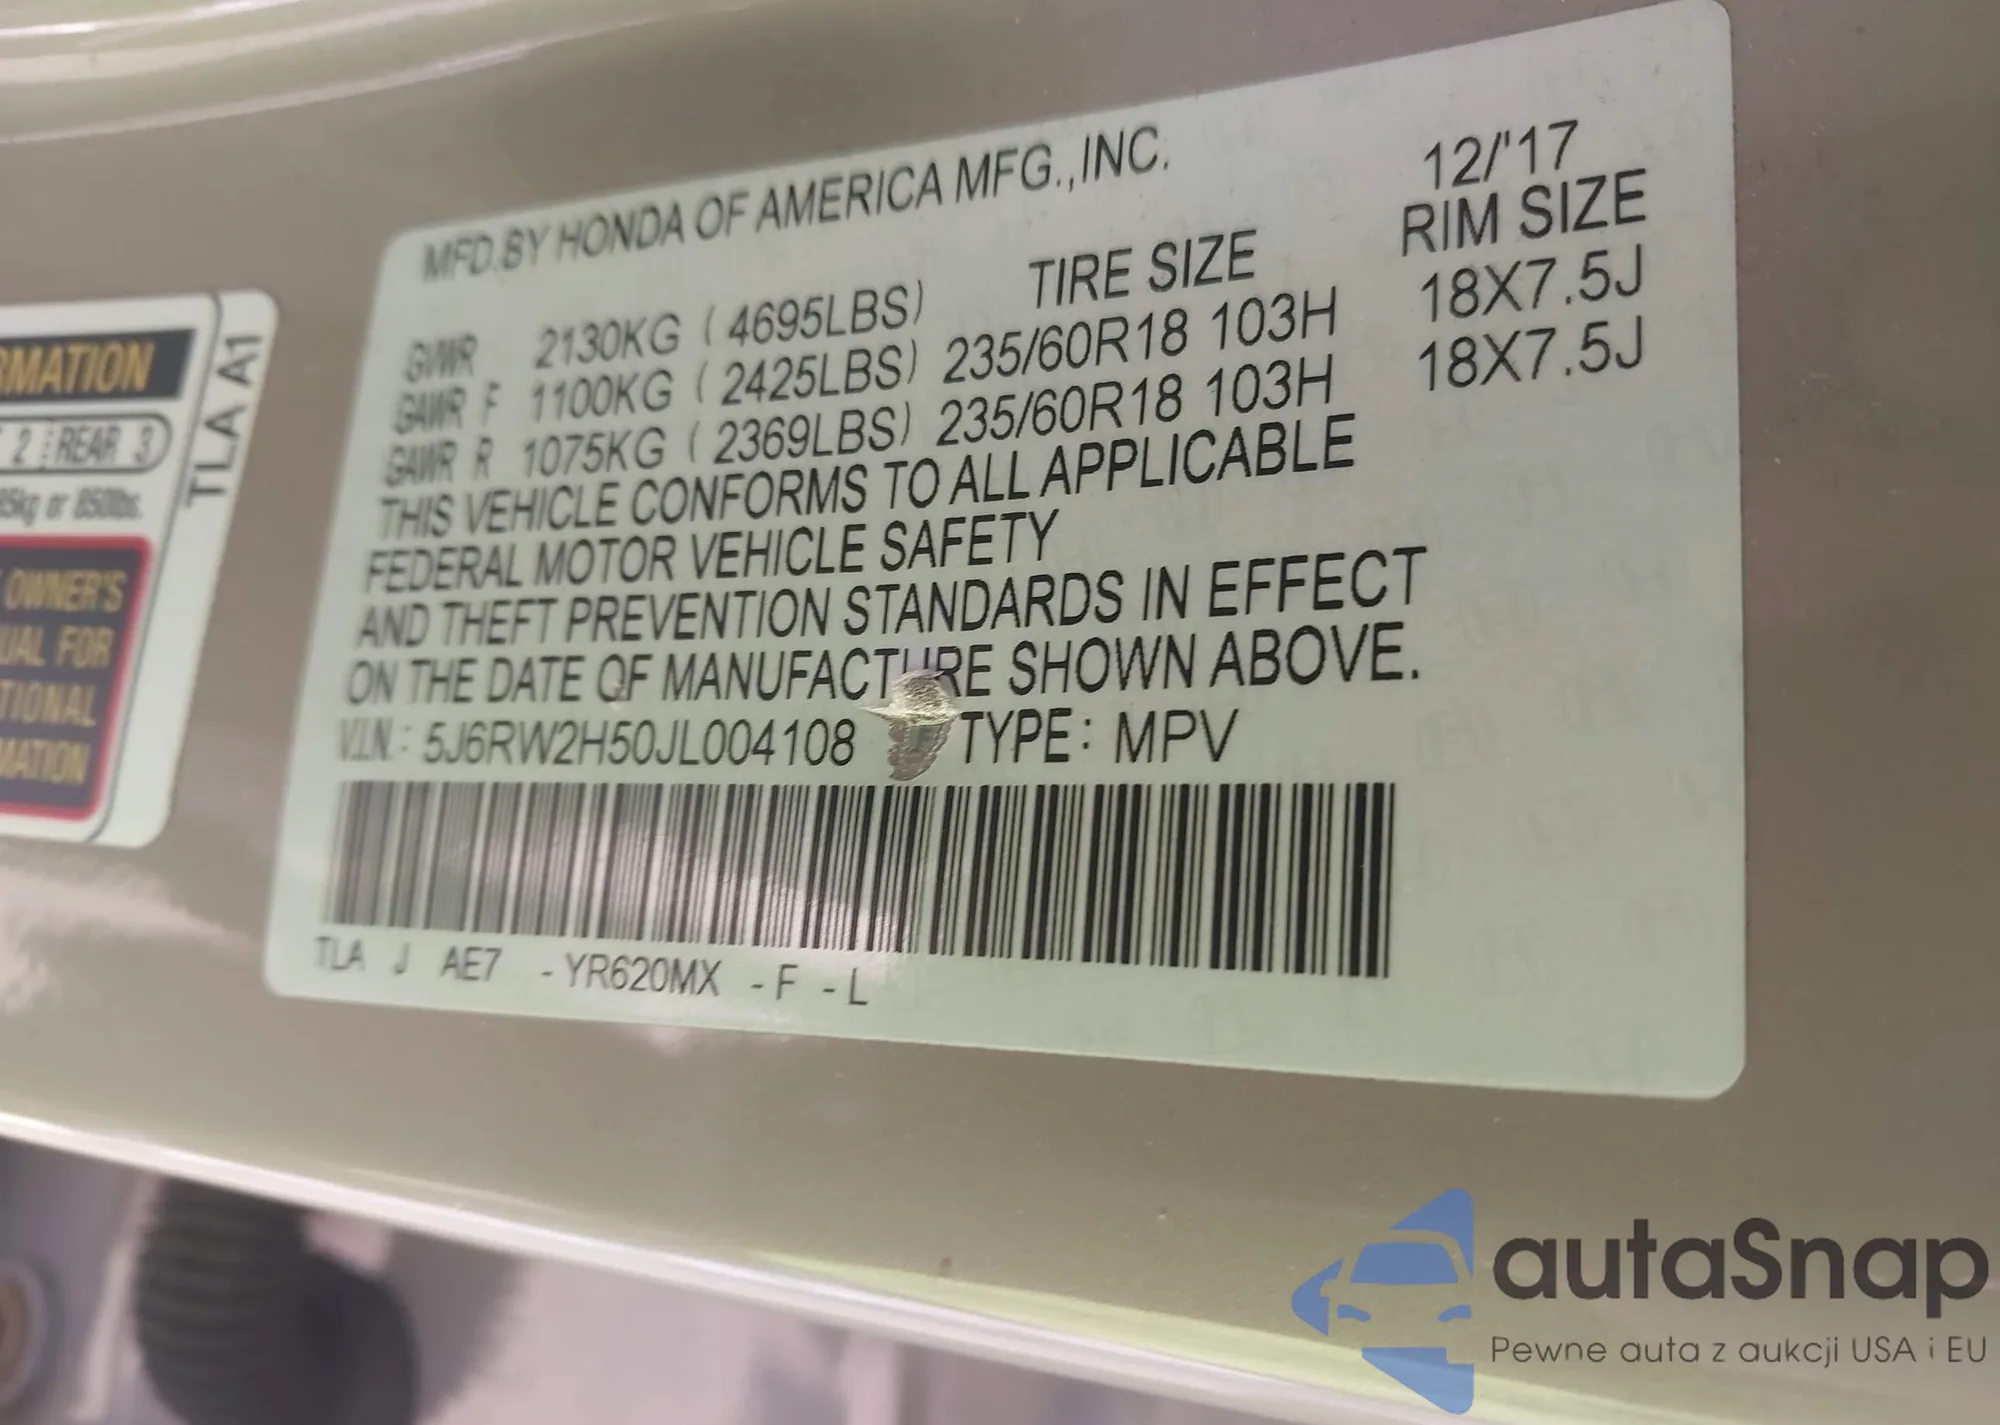 MFD.BY HONDA OF AMERICA MFG.,INC. 12/'17
TIRE SIZE RIM SIZE
GVWR 2130KG (4695LBS)
GAWR F 1100KG (2425LBS) 235/60R18 103H 18X7.5J
GAWR R 1075KG (2369LBS) 235/60R18 103H 18X7.5J
THIS VEHICLE CONFORMS TO ALL APPLICABLE
FEDERAL MOTOR VEHICLE SAFETY
AND THEFT PREVENTION STANDARDS IN EFFECT
ON THE DATE OF MANUFACTURE SHOWN ABOVE.
V.I.N.: 5J6RW2H50JL004108 TYPE: MPV
TLA J AE7 -YR620MX -F -L
RMATION
2 REAR 3
85kg or 850lbs.
OWNER'S
UAL FOR
TIONAL
MATION
TLA A1
autaSnap
Pewne auta z aukcji USA i EU